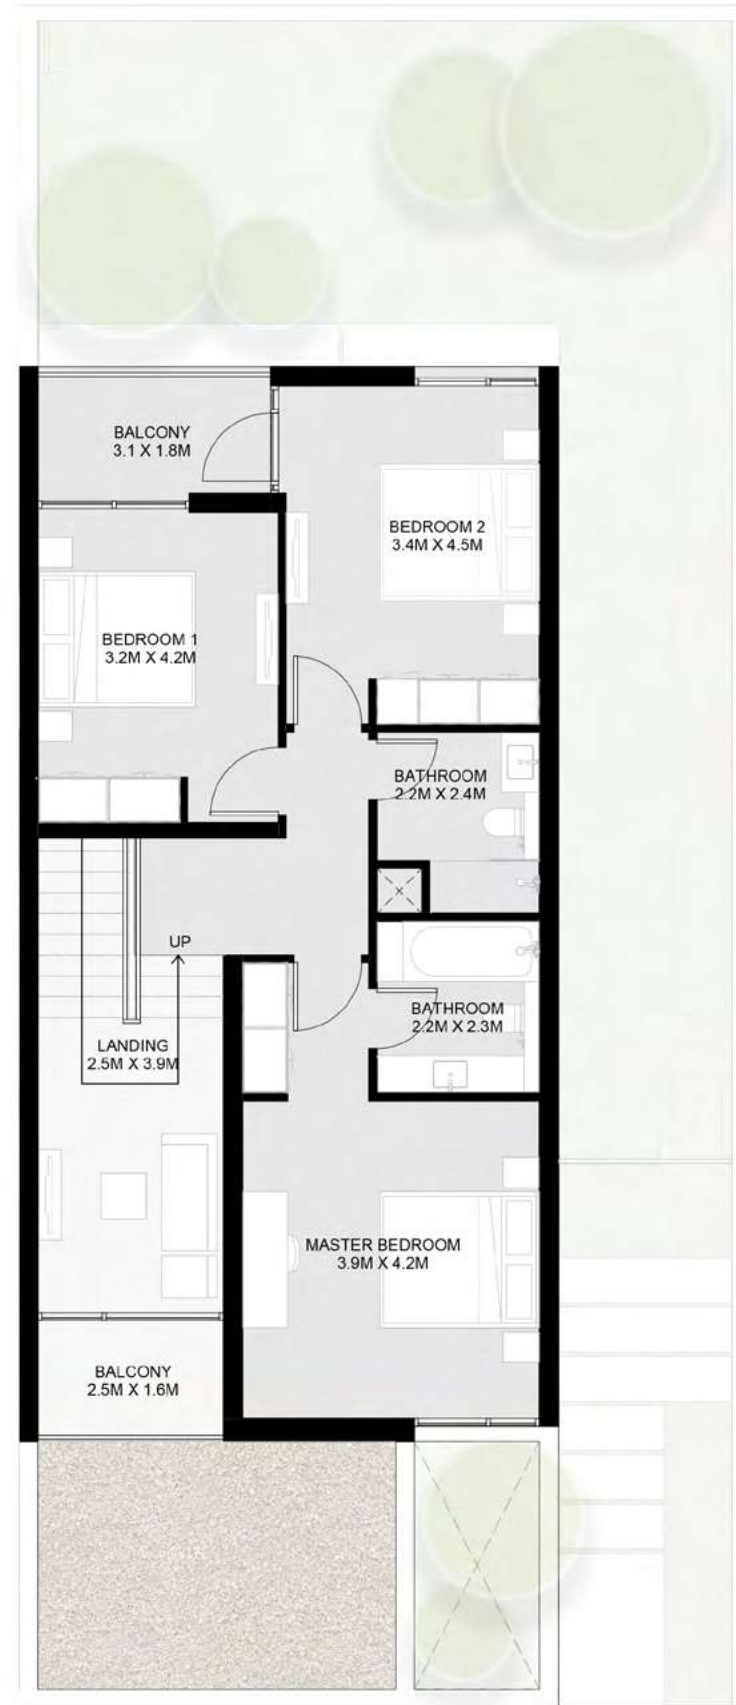 BALCONY
3.1 X 1.8M
BEDROOM 2
3.4M X 4.5M
BEDROOM 1
3.2M X 4.2M
BATHROOM
2.2M X 2.4M
UP
BATHROOM
2.2M X 2.3M
LANDING
2.5M X 3.9M
MASTER BEDROOM
3.9M X 4.2M
BALCONY
2.5M X 1.6M